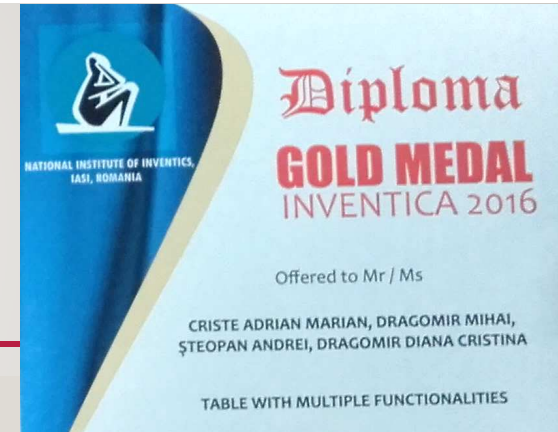 NATIONAL INSTITUTE OF INVENTICS,
IASI, ROMANIA
Diploma
GOLD MEDAL
INVENTICA 2016
Offered to Mr / Ms
CRISTE ADRIAN MARIAN, DRAGOMIR MIHAI,
ŞTEOPAN ANDREI, DRAGOMIR DIANA CRISTINA
TABLE WITH MULTIPLE FUNCTIONALITIES